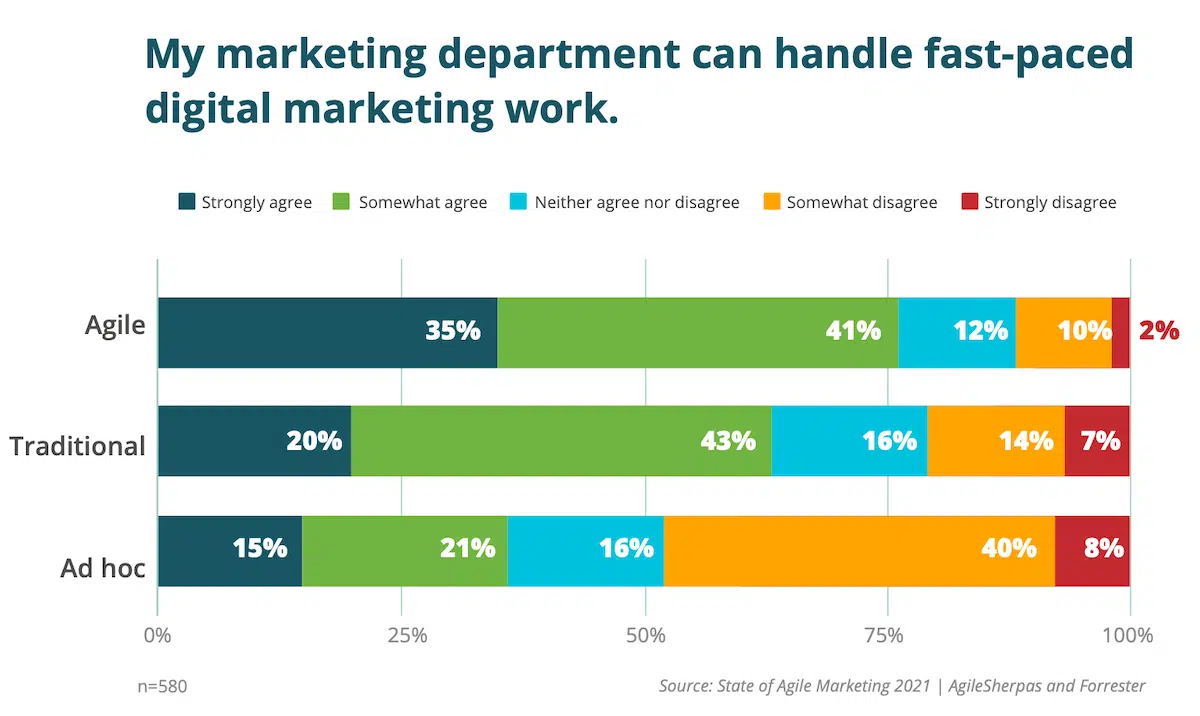 My marketing department can handle fast-paced
digital marketing work.
Strongly agree Somewhat agree Neither agree nor disagree Somewhat disagree Strongly disagree
Agile 35% 41% 12% 10% 2%
Traditional 20% 43% 16% 14% 7%
Ad hoc 15% 21% 16% 40% 8%
0% 25% 50% 75% 100%
n=580 Source: State of Agile Marketing 2021 | AgileSherpas and Forrester